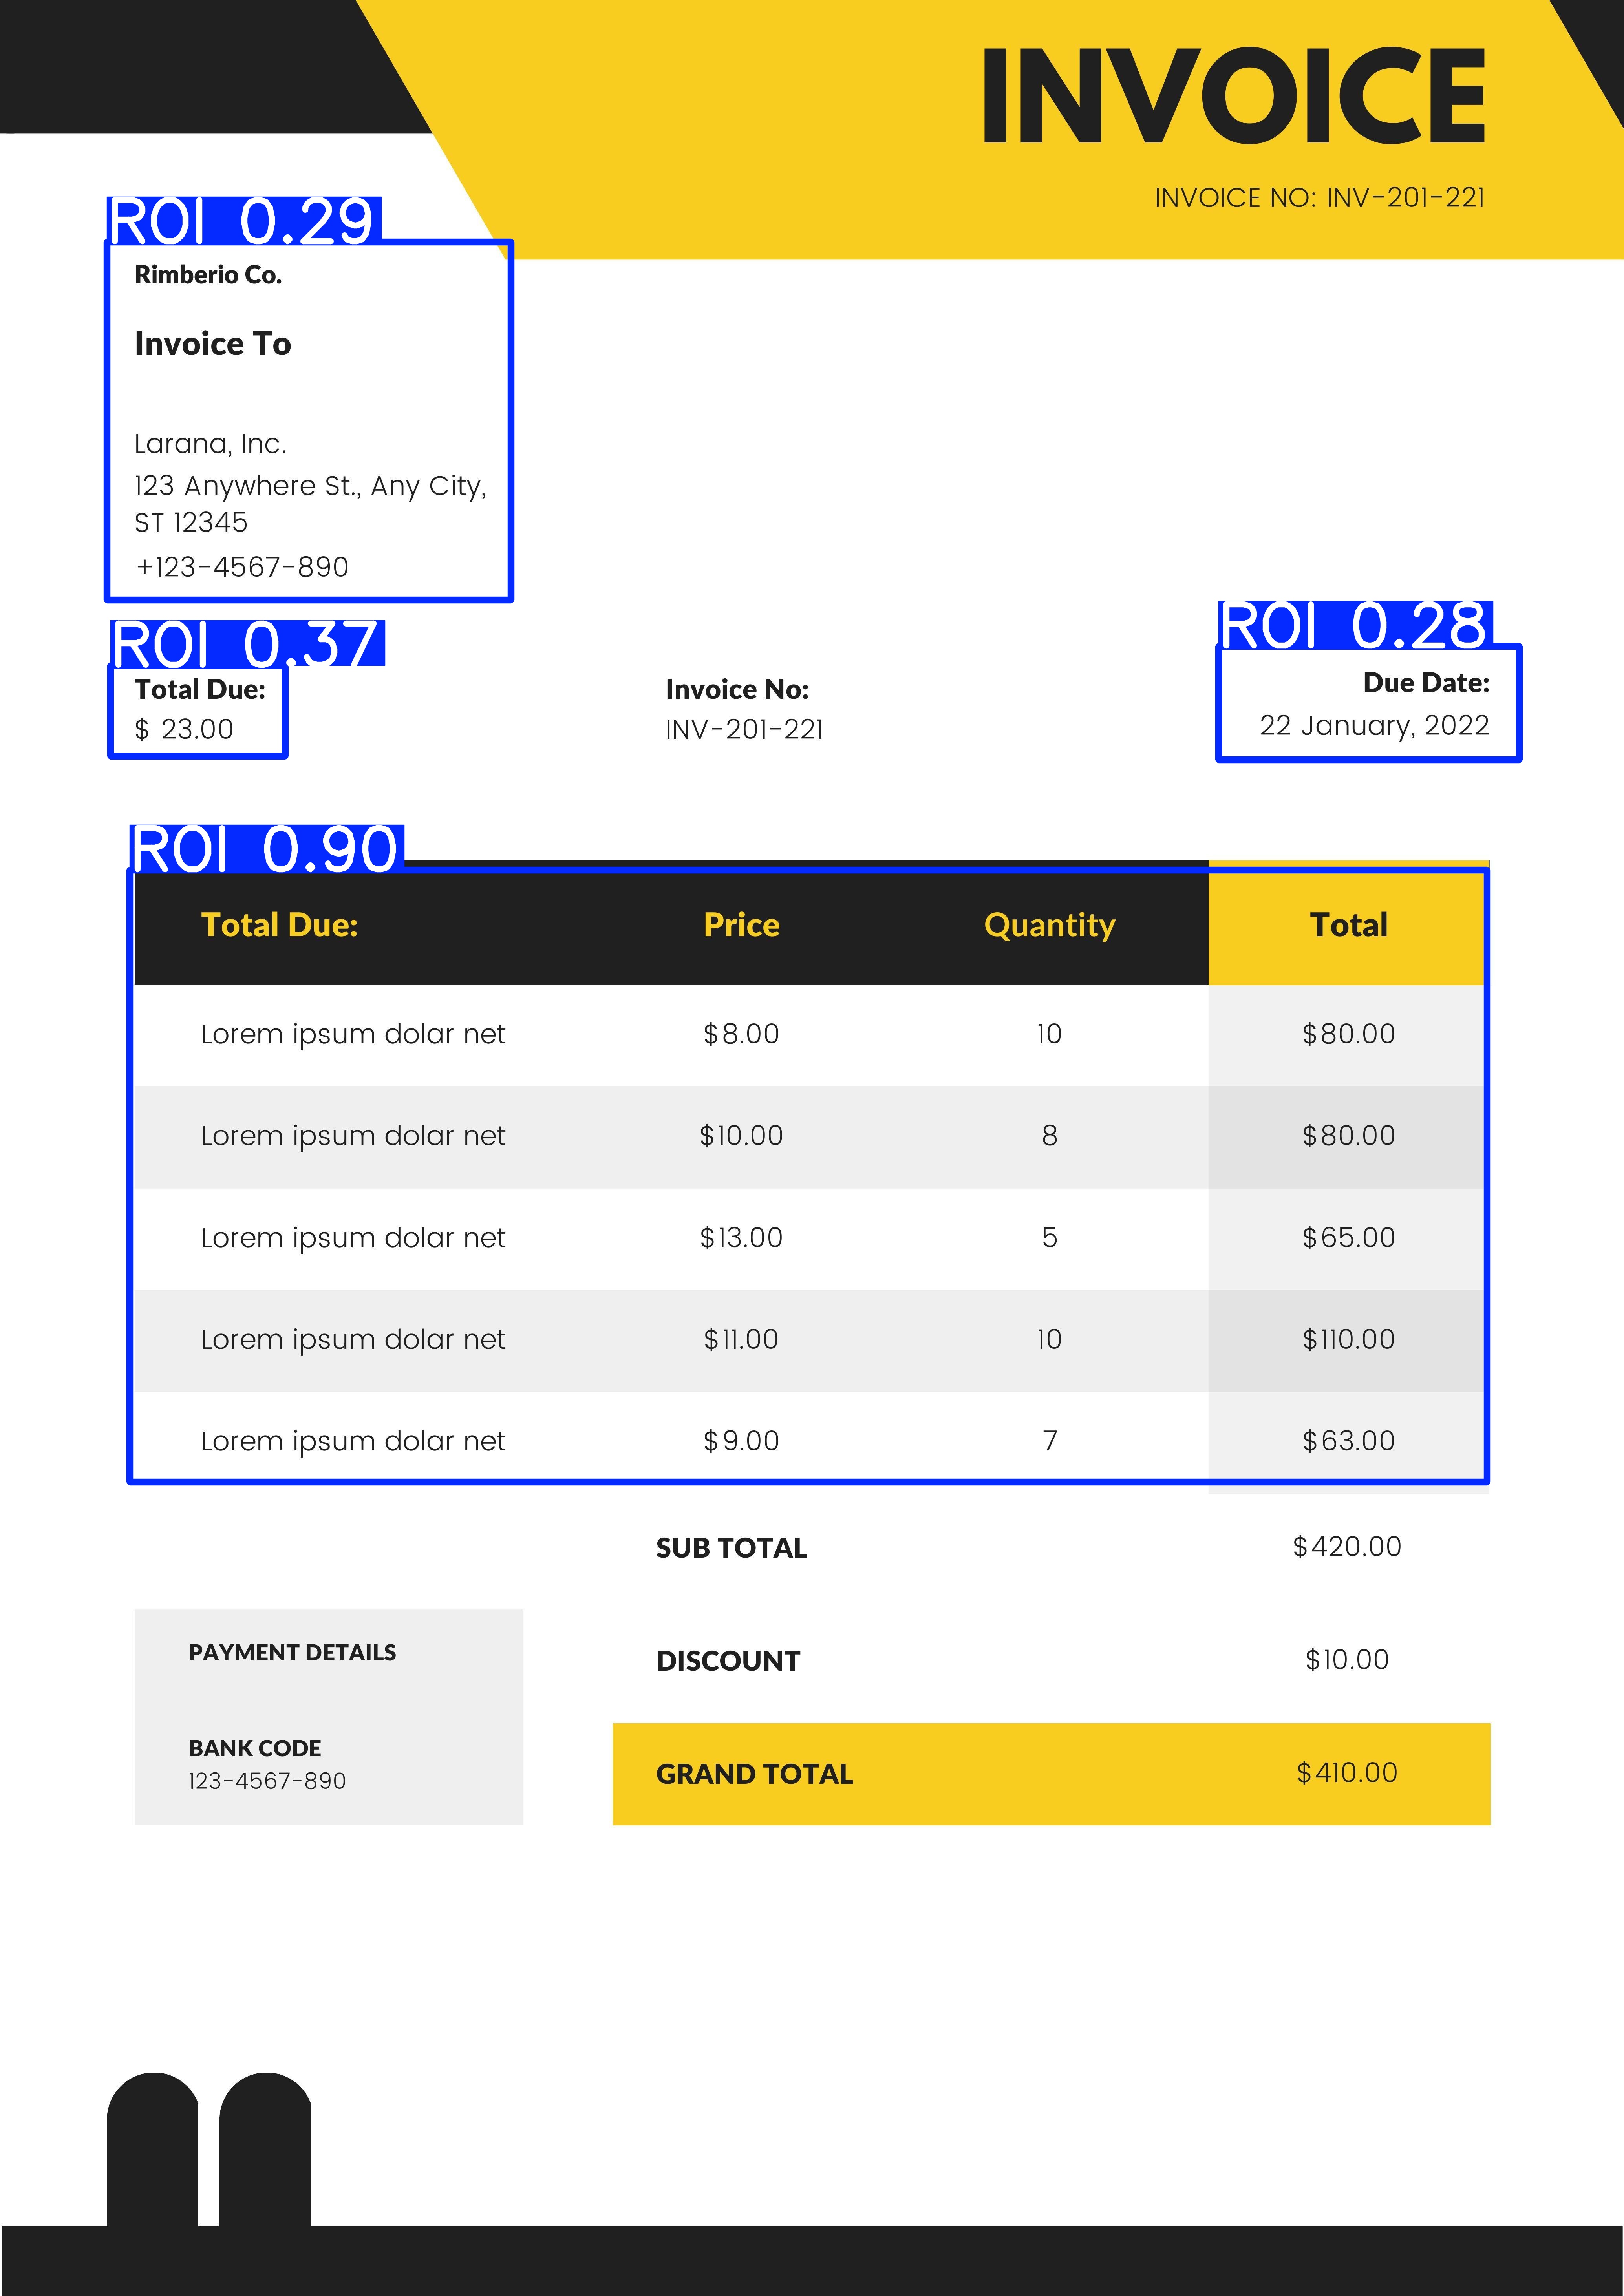 INVOICE
INVOICE NO: INV-201-221
ROI 0.29
Rimberio Co.
Invoice To
Larana, Inc.
123 Anywhere St., Any City,
ST 12345
+123-4567-890
ROI 0.37
Total Due:
$ 23.00
Invoice No:
INV-201-221
ROI 0.28
Due Date:
22 January, 2022
ROI 0.90
Total Due: Price Quantity Total
Lorem ipsum dolar net $8.00 10 $80.00
Lorem ipsum dolar net $10.00 8 $80.00
Lorem ipsum dolar net $13.00 5 $65.00
Lorem ipsum dolar net $11.00 10 $110.00
Lorem ipsum dolar net $9.00 7 $63.00
SUB TOTAL $420.00
DISCOUNT $10.00
GRAND TOTAL $410.00
PAYMENT DETAILS
BANK CODE
123-4567-890